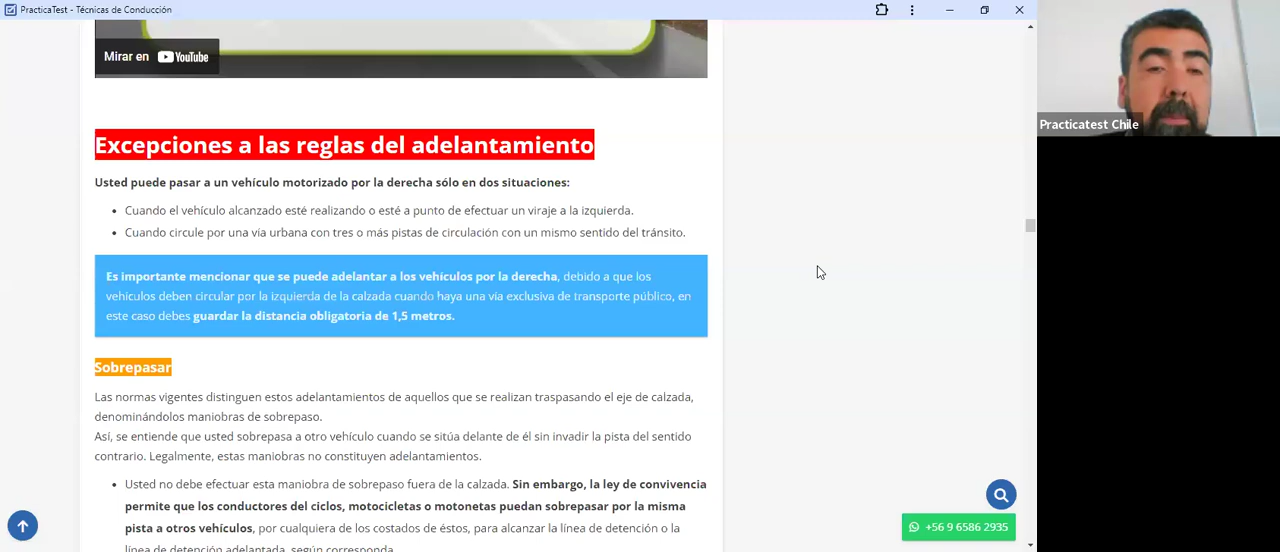 PracticaTest - Técnicas de Conducción
Mirar en YouTube
Practicatest Chile
Excepciones a las reglas del adelantamiento
Usted puede pasar a un vehículo motorizado por la derecha sólo en dos situaciones:
• Cuando el vehículo alcanzado esté realizando o esté a punto de efectuar un viraje a la izquierda.
• Cuando circule por una vía urbana con tres o más pistas de circulación con un mismo sentido del tránsito.
Es importante mencionar que se puede adelantar a los vehículos por la derecha, debido a que los
vehículos deben circular por la izquierda de la calzada cuando haya una vía exclusiva de transporte público, en
este caso debes guardar la distancia obligatoria de 1,5 metros.
Sobrepasar
Las normas vigentes distinguen estos adelantamientos de aquellos que se realizan traspasando el eje de calzada,
denominándolos maniobras de sobrepaso.
Así, se entiende que usted sobrepasa a otro vehículo cuando se sitúa delante de él sin invadir la pista del sentido
contrario. Legalmente, estas maniobras no constituyen adelantamientos.
• Usted no debe efectuar esta maniobra de sobrepaso fuera de la calzada. Sin embargo, la ley de convivencia
permite que los conductores del ciclos, motocicletas o motonetas puedan sobrepasar por la misma
pista a otros vehículos, por cualquiera de los costados de éstos, para alcanzar la línea de detención o la
línea de detención adelantada, según corresponda.
+56 9 6586 2935